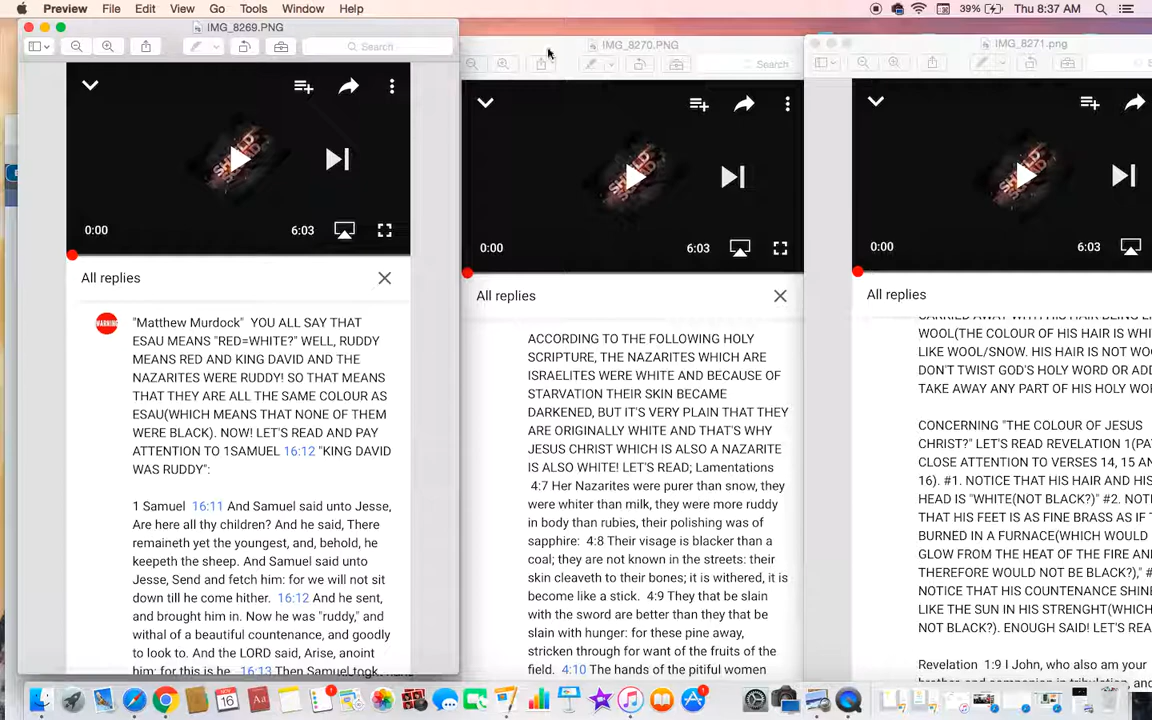 Preview File Edit View Go Tools Window Help
39% Thu 8:37 AM
IMG_8269.PNG
Search
0:00 6:03
All replies
WARNING
"Matthew Murdock" YOU ALL SAY THAT
ESAU MEANS "RED=WHITE?" WELL, RUDDY
MEANS RED AND KING DAVID AND THE
NAZARITES WERE RUDDY! SO THAT MEANS
THAT THEY ARE ALL THE SAME COLOUR AS
ESAU(WHICH MEANS THAT NONE OF THEM
WERE BLACK). NOW! LET'S READ AND PAY
ATTENTION TO 1SAMUEL 16:12 "KING DAVID
WAS RUDDY":
1 Samuel 16:11 And Samuel said unto Jesse,
Are here all thy children? And he said, There
remaineth yet the youngest, and, behold, he
keepeth the sheep. And Samuel said unto
Jesse, Send and fetch him: for we will not sit
down till he come hither. 16:12 And he sent,
and brought him in. Now he was "ruddy," and
withal of a beautiful countenance, and goodly
to look to. And the LORD said, Arise, anoint
him: for this is he. 16:13 Then Samuel took
IMG_8270.PNG
Search
SHIELD
0:00 6:03
All replies
ACCORDING TO THE FOLLOWING HOLY
SCRIPTURE, THE NAZARITES WHICH ARE
ISRAELITES WERE WHITE AND BECAUSE OF
STARVATION THEIR SKIN BECAME
DARKENED, BUT IT'S VERY PLAIN THAT THEY
ARE ORIGINALLY WHITE AND THAT'S WHY
JESUS CHRIST WHICH IS ALSO A NAZARITE
IS ALSO WHITE! LET'S READ; Lamentations
4:7 Her Nazarites were purer than snow, they
were whiter than milk, they were more ruddy
in body than rubies, their polishing was of
sapphire: 4:8 Their visage is blacker than a
coal; they are not known in the streets: their
skin cleaveth to their bones; it is withered, it is
become like a stick. 4:9 They that be slain
with the sword are better than they that be
slain with hunger: for these pine away,
stricken through for want of the fruits of the
field. 4:10 The hands of the pitiful women
IMG_8271.png
0:00 6:03
All replies
WOOL(THE COLOUR OF HIS HAIR IS WHI
LIKE WOOL/SNOW. HIS HAIR IS NOT WOO
DON'T TWIST GOD'S HOLY WORD OR ADD
TAKE AWAY ANY PART OF HIS HOLY WOR
CONCERNING "THE COLOUR OF JESUS
CHRIST?" LET'S READ REVELATION 1(PA
CLOSE ATTENTION TO VERSES 14, 15 AN
16). #1. NOTICE THAT HIS HAIR AND HIS
HEAD IS "WHITE(NOT BLACK?)" #2. NOTI
THAT HIS FEET IS AS FINE BRASS AS IF T
BURNED IN A FURNACE(WHICH WOULD
GLOW FROM THE HEAT OF THE FIRE AND
THEREFORE WOULD NOT BE BLACK?)," #
NOTICE THAT HIS COUNTENANCE SHINE
LIKE THE SUN IN HIS STRENGHT(WHICH
NOT BLACK?). ENOUGH SAID! LET'S REA
Revelation 1:9 I John, who also am your
NOV
16